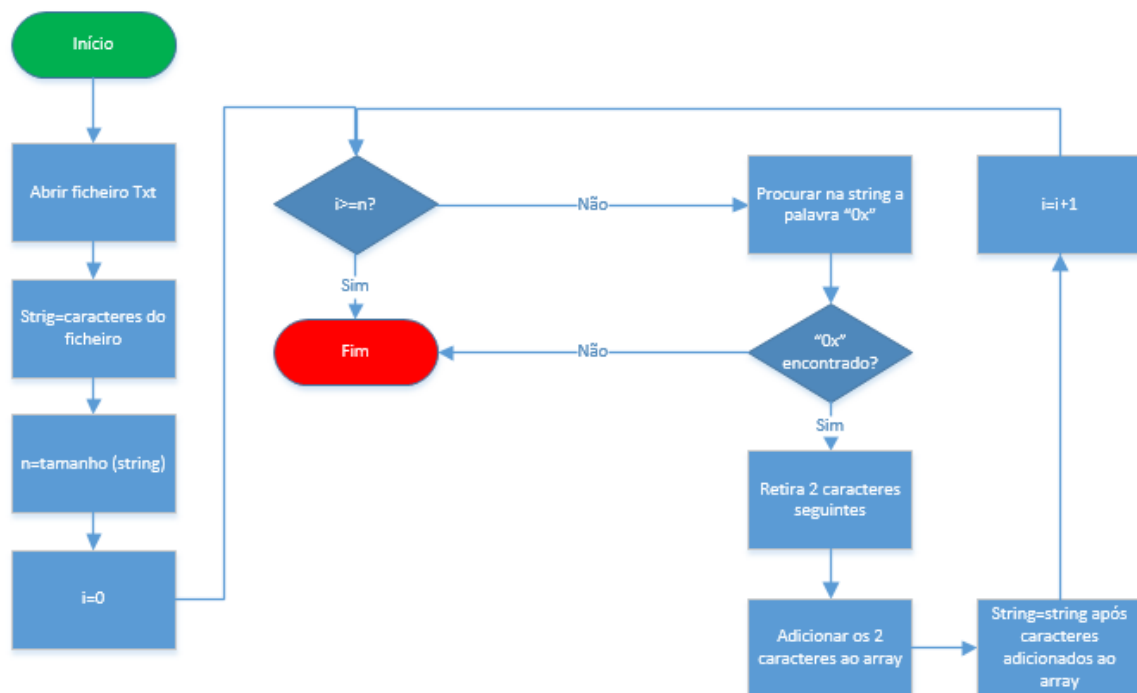 Início
Abrir ficheiro Txt
Strig=caracteres do
ficheiro
n=tamanho (string)
i=0
i>=n?
Não
Sim
Fim
Procurar na string a
palavra “0x”
“0x”
encontrado?
Não
Sim
Retira 2 caracteres
seguintes
Adicionar os 2
caracteres ao array
String=string após
caracteres
adicionados ao
array
i=i+1